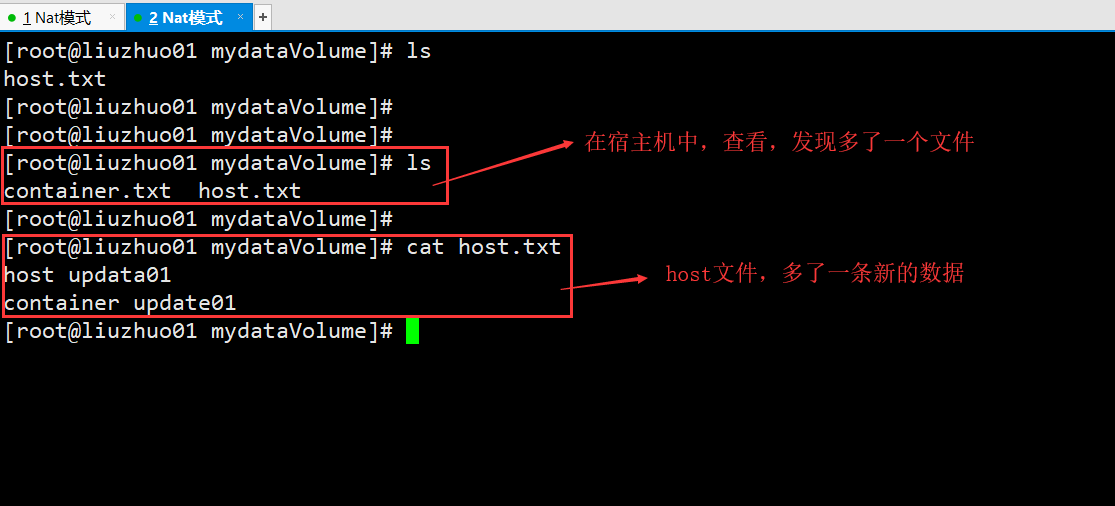 1 Nat模式 × 2 Nat模式 × +
[root@liuzhuo01 mydataVolume]# ls
host.txt
[root@liuzhuo01 mydataVolume]#
[root@liuzhuo01 mydataVolume]#
[root@liuzhuo01 mydataVolume]# ls
在宿主机中，查看，发现多了一个文件
container.txt  host.txt
[root@liuzhuo01 mydataVolume]#
[root@liuzhuo01 mydataVolume]# cat host.txt
host updata01
host文件，多了一条新的数据
container update01
[root@liuzhuo01 mydataVolume]#